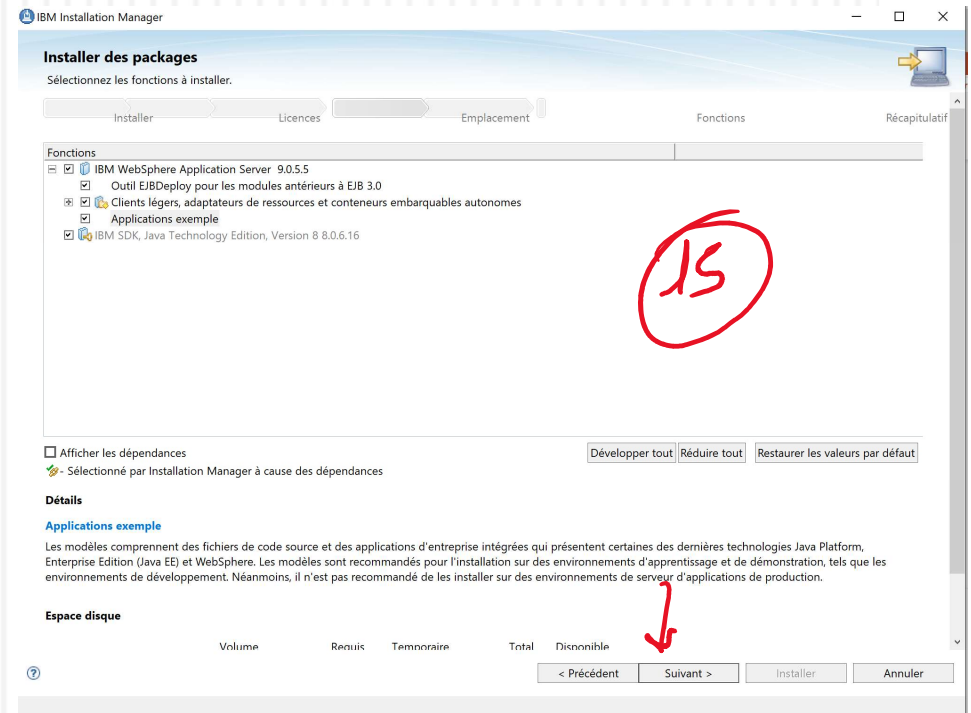 IBM Installation Manager
Installer des packages
Sélectionnez les fonctions à installer.
Installer Licences Emplacement Fonctions Récapitulatif
Fonctions
IBM WebSphere Application Server 9.0.5.5
Outil EJBDeploy pour les modules antérieurs à EJB 3.0
Clients légers, adaptateurs de ressources et conteneurs embarquables autonomes
Applications exemple
IBM SDK, Java Technology Edition, Version 8 8.0.6.16
15
Afficher les dépendances Développer tout Réduire tout Restaurer les valeurs par défaut
- Sélectionné par Installation Manager à cause des dépendances
Détails
Applications exemple
Les modèles comprennent des fichiers de code source et des applications d'entreprise intégrées qui présentent certaines des dernières technologies Java Platform,
Enterprise Edition (Java EE) et WebSphere. Les modèles sont recommandés pour l'installation sur des environnements d'apprentissage et de démonstration, tels que les
environnements de développement. Néanmoins, il n'est pas recommandé de les installer sur des environnements de serveur d'applications de production.
Espace disque
Volume Requis Temporaire Total Disponible
< Précédent Suivant > Installer Annuler